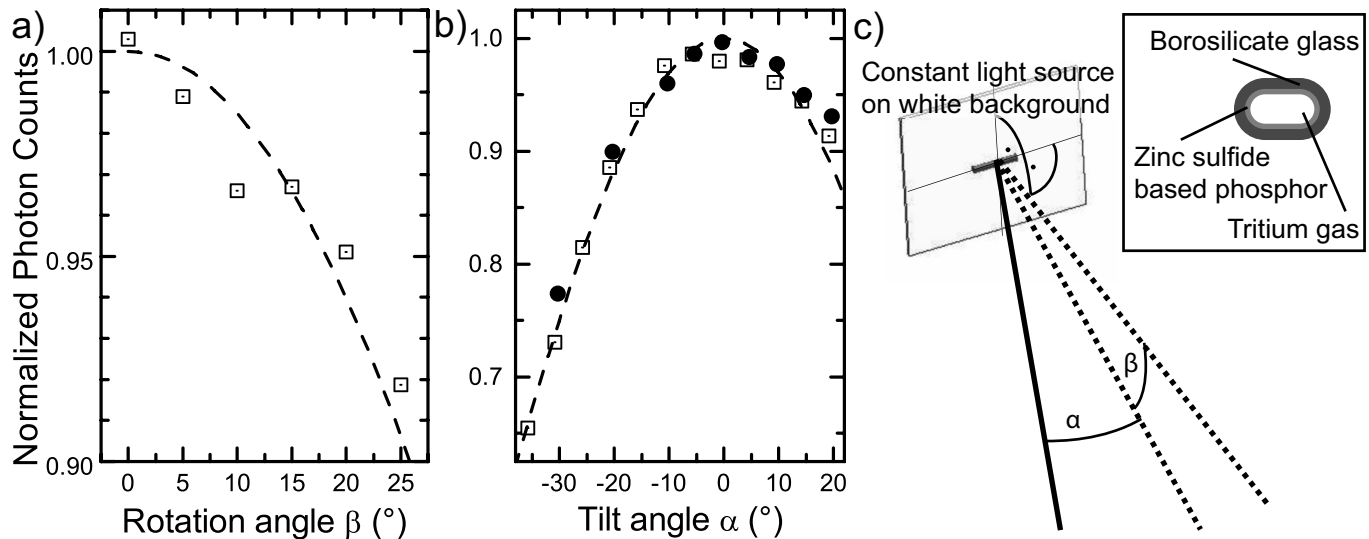 a)
Normalized Photon Counts
1.00
0.95
0.90
0
5
10
15
20
25
Rotation angle β (°)
b)
1.0
0.9
0.8
0.7
-30
-20
-10
0
10
20
Tilt angle α (°)
c)
Constant light source
on white background
Borosilicate glass
Zinc sulfide
based phosphor
Tritium gas
α
β